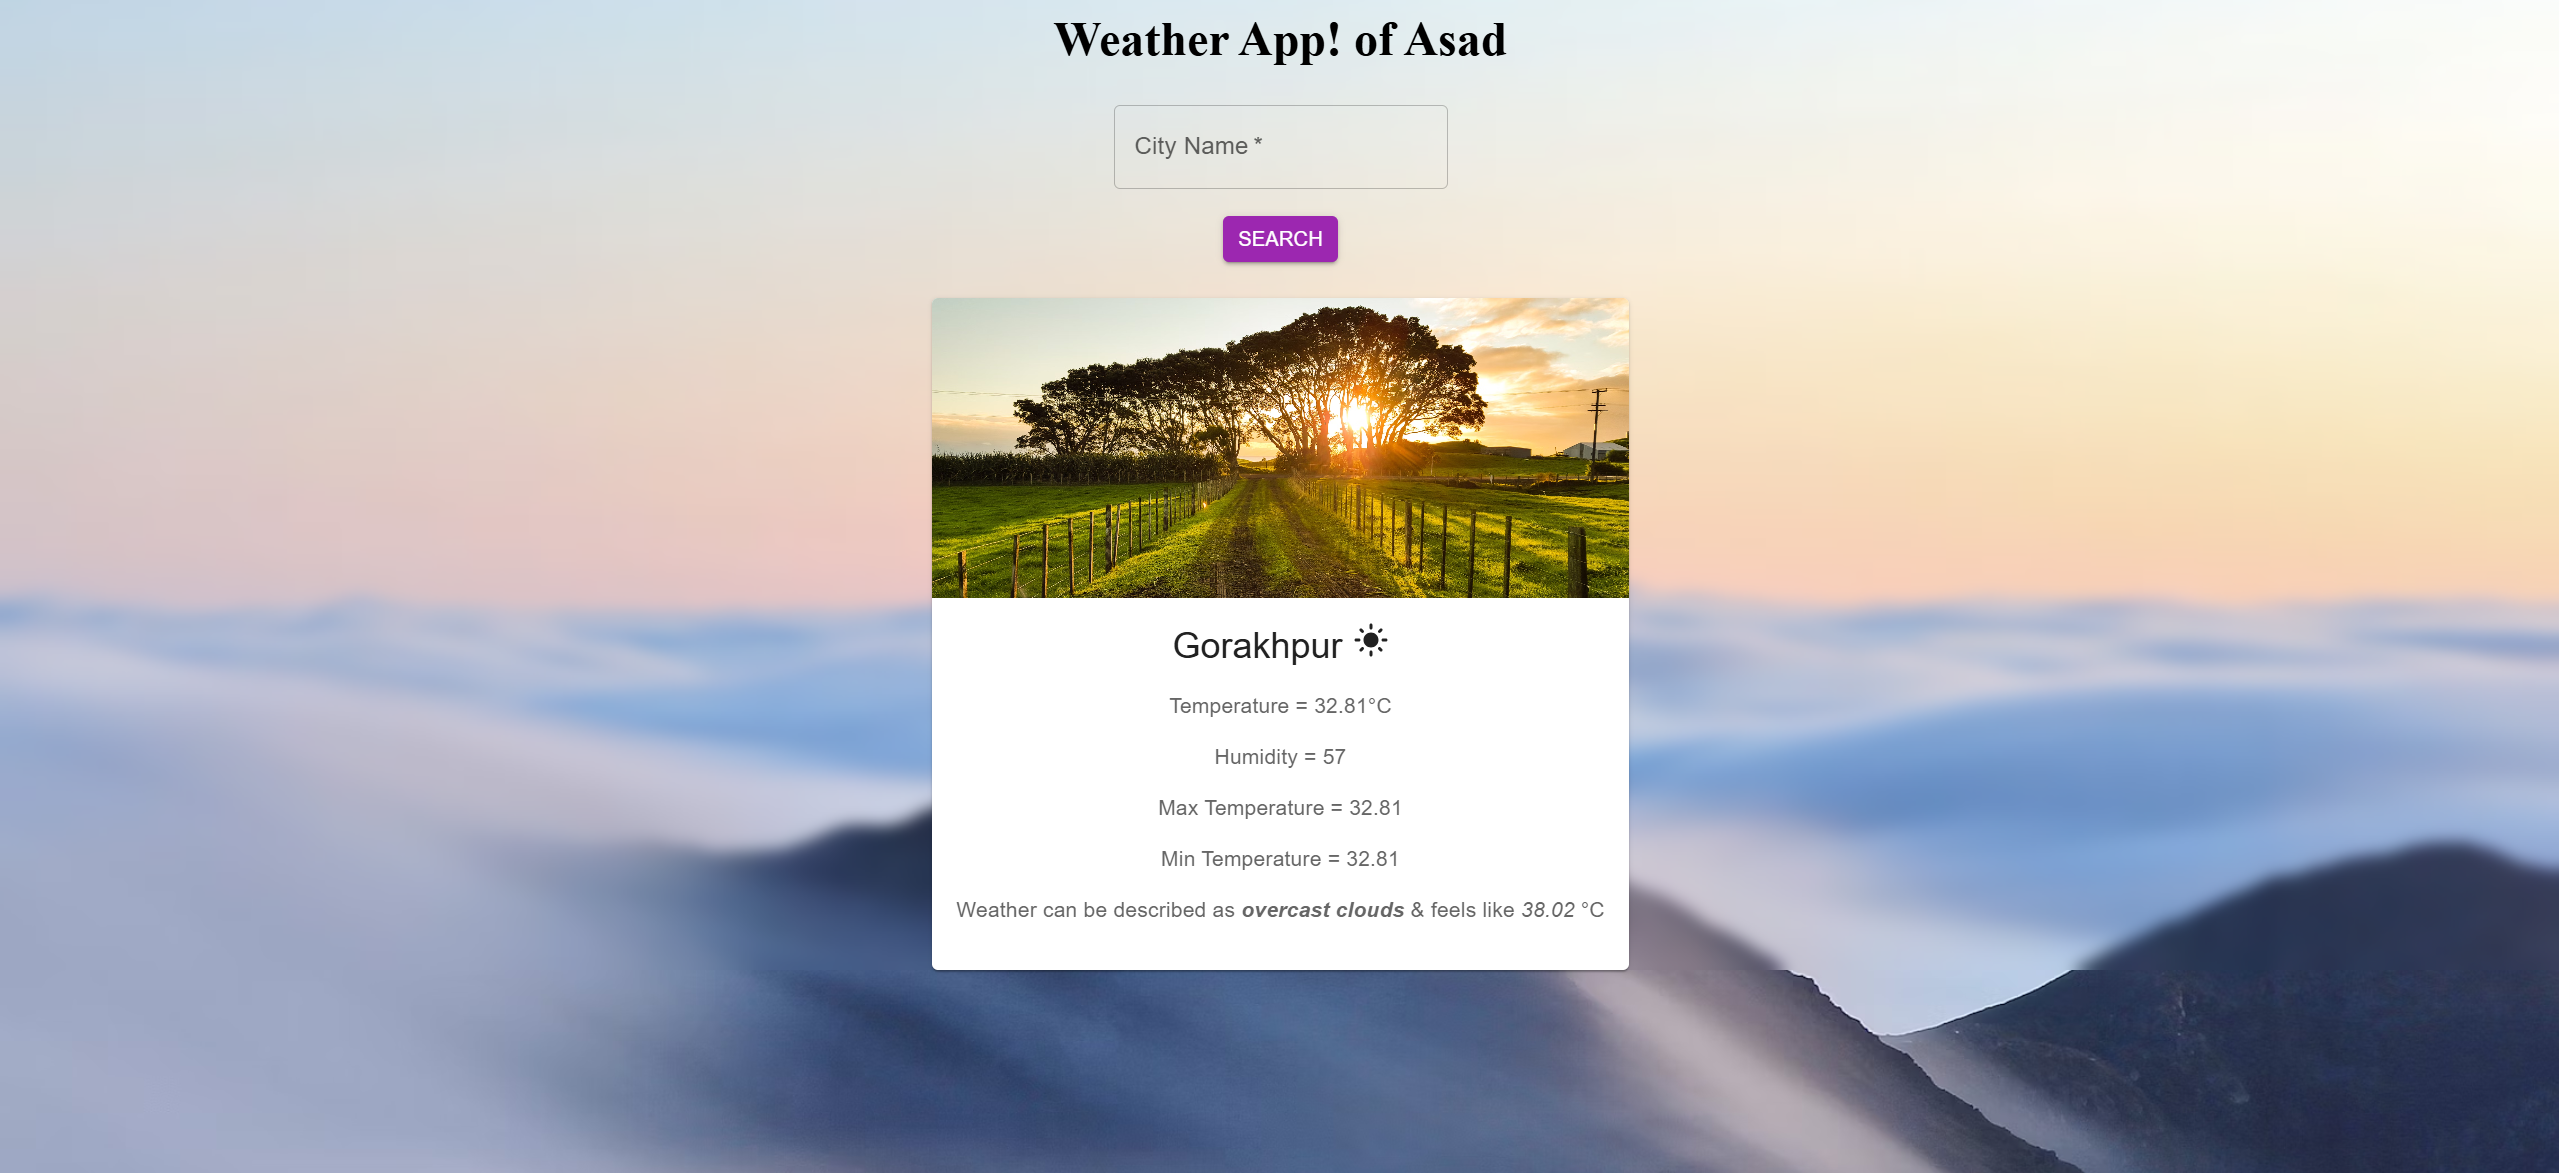 Weather App! of Asad
City Name *
SEARCH
Gorakhpur
Temperature = 32.81°C
Humidity = 57
Max Temperature = 32.81
Min Temperature = 32.81
Weather can be described as overcast clouds & feels like 38.02 °C